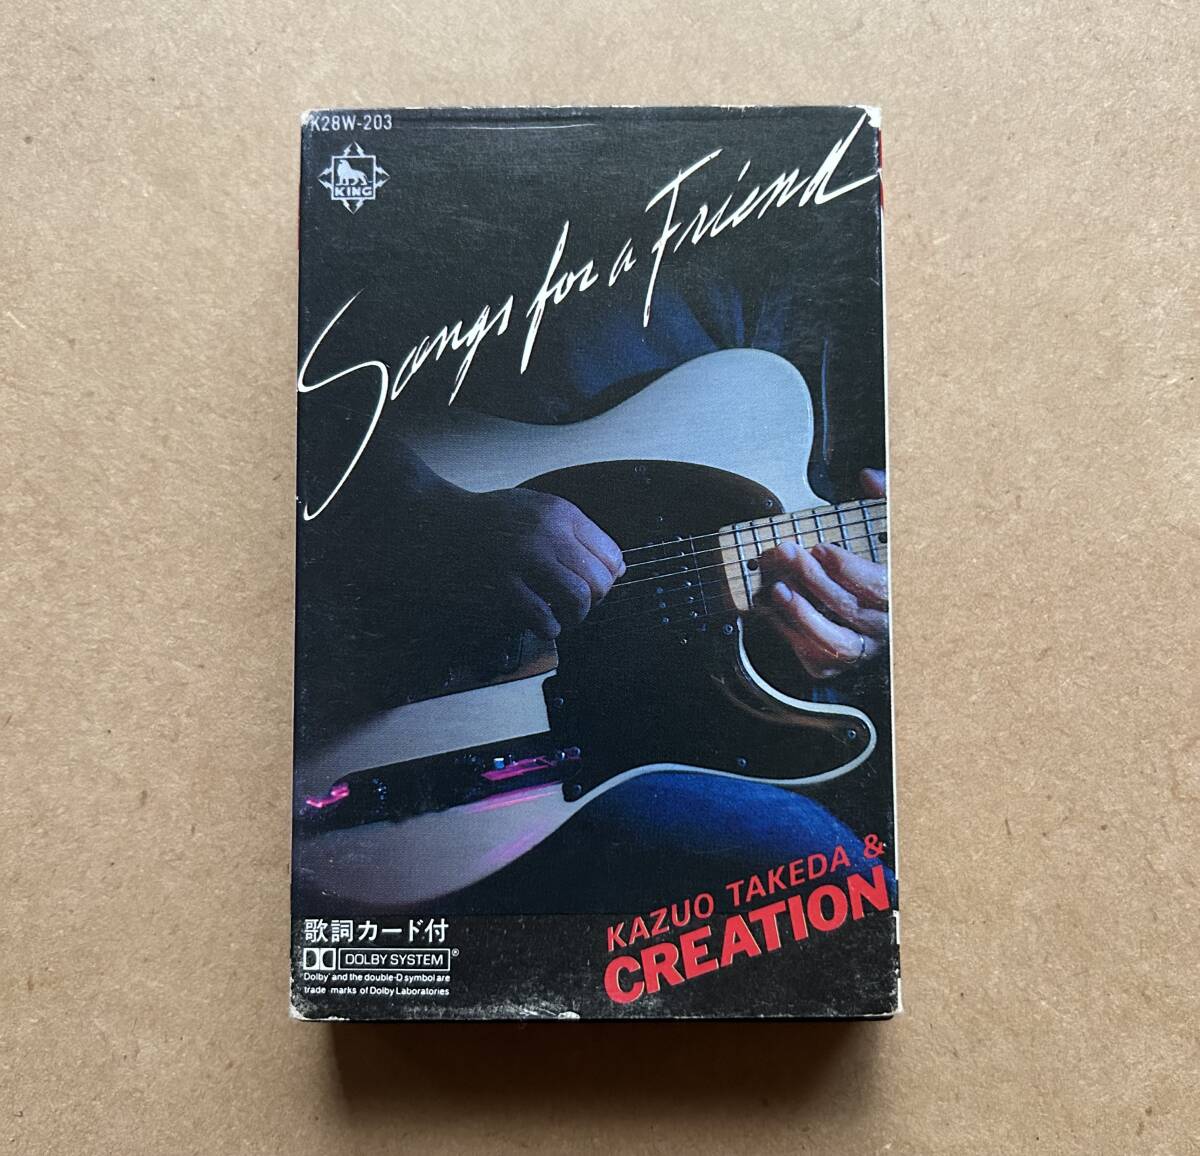 K28W-203
KING
Songs for a Friend
KAZUO TAKEDA &
CREATION
歌詞カード付
DOLBY SYSTEM®
'Dolby' and the double-D symbol are
trade marks of Dolby Laboratories